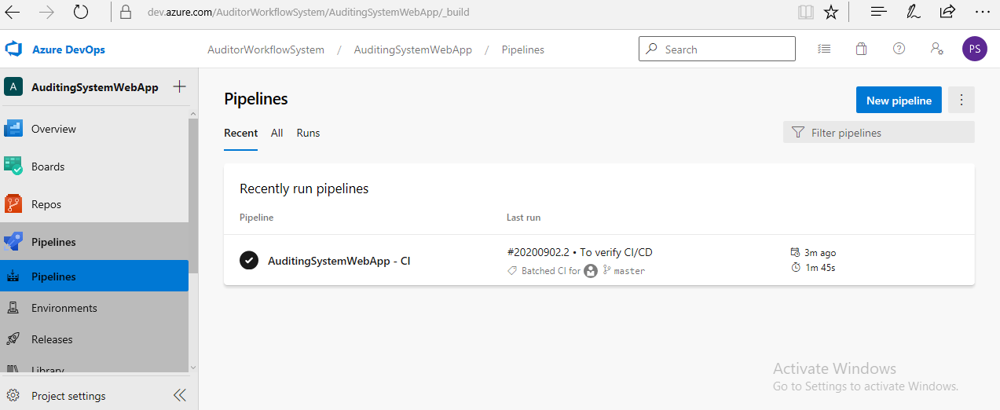 dev.azure.com/AuditorWorkflowSystem/AuditingSystemWebApp/_build
Azure DevOps
AuditorWorkflowSystem / AuditingSystemWebApp / Pipelines
Search
PS
A AuditingSystemWebApp
Overview
Boards
Repos
Pipelines
Pipelines
Environments
Releases
Library
Project settings
Pipelines
New pipeline
Recent All Runs
Filter pipelines
Recently run pipelines
Pipeline Last run
AuditingSystemWebApp - CI
#20200902.2 • To verify CI/CD
Batched CI for master
3m ago
1m 45s
Activate Windows
Go to Settings to activate Windows.